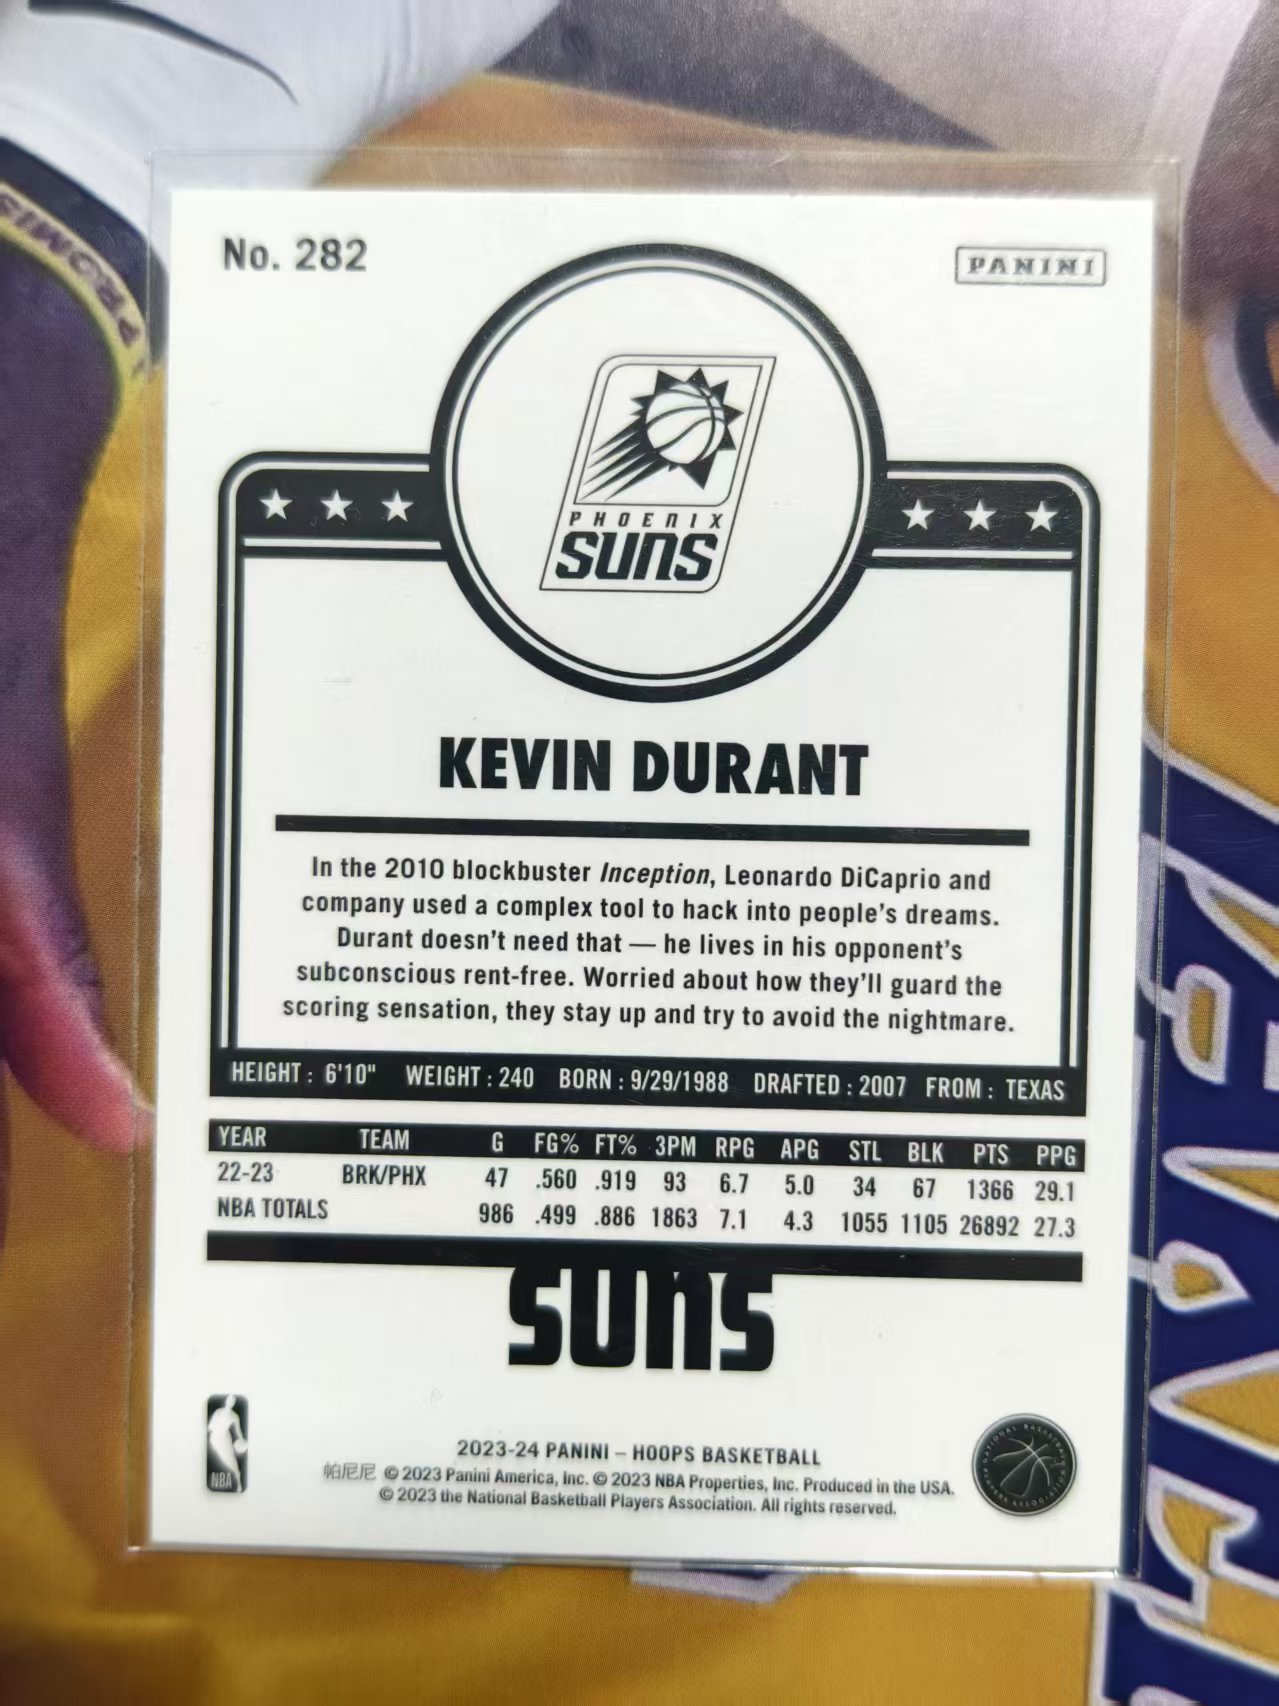 No. 282
PANINI
PHOENIX
SUNS
KEVIN DURANT
In the 2010 blockbuster Inception, Leonardo DiCaprio and
company used a complex tool to hack into people's dreams.
Durant doesn't need that — he lives in his opponent's
subconscious rent-free. Worried about how they'll guard the
scoring sensation, they stay up and try to avoid the nightmare.
HEIGHT : 6'10" WEIGHT : 240 BORN : 9/29/1988 DRAFTED : 2007 FROM : TEXAS
YEAR TEAM G FG% FT% 3PM RPG APG STL BLK PTS PPG
22-23 BRK/PHX 47 .560 .919 93 6.7 5.0 34 67 1366 29.1
NBA TOTALS 986 .499 .886 1863 7.1 4.3 1055 1105 26892 27.3
SUNS
NBA
2023-24 PANINI – HOOPS BASKETBALL
帕尼尼 © 2023 Panini America, Inc. © 2023 NBA Properties, Inc. Produced in the USA.
© 2023 the National Basketball Players Association. All rights reserved.
NATIONAL BASKETBALL PLAYERS ASSOCIATION